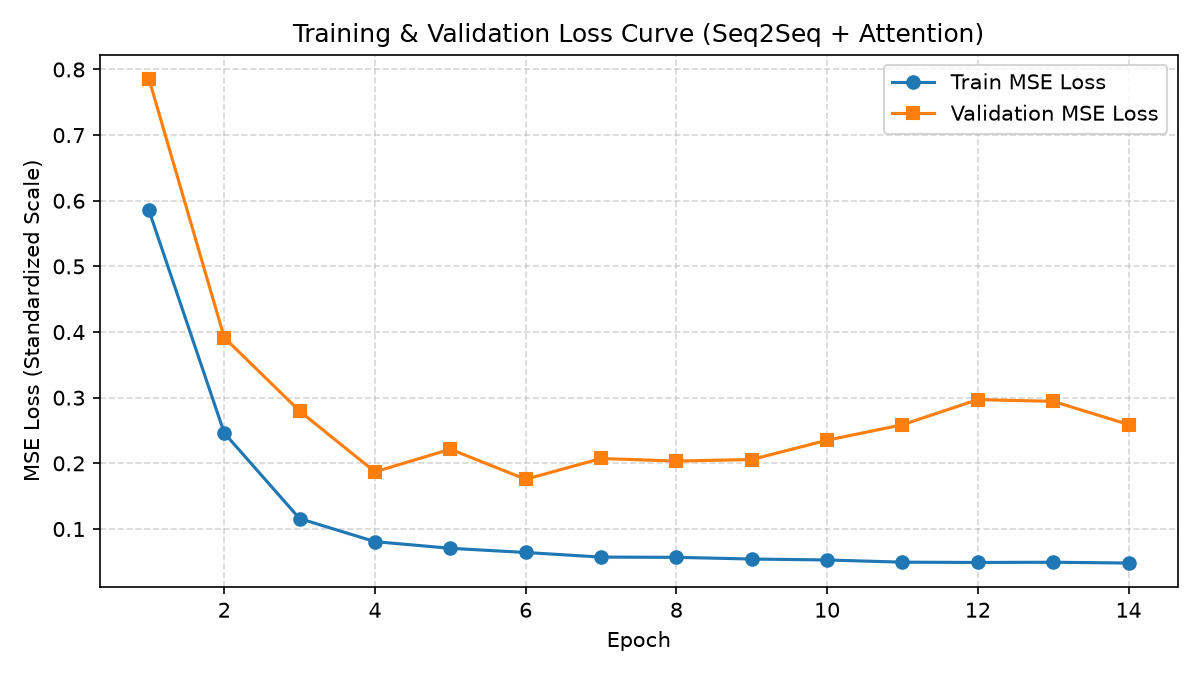 Training & Validation Loss Curve (Seq2Seq + Attention)
Train MSE Loss
Validation MSE Loss
MSE Loss (Standardized Scale)
0.8
0.7
0.6
0.5
0.4
0.3
0.2
0.1
2 4 6 8 10 12 14
Epoch